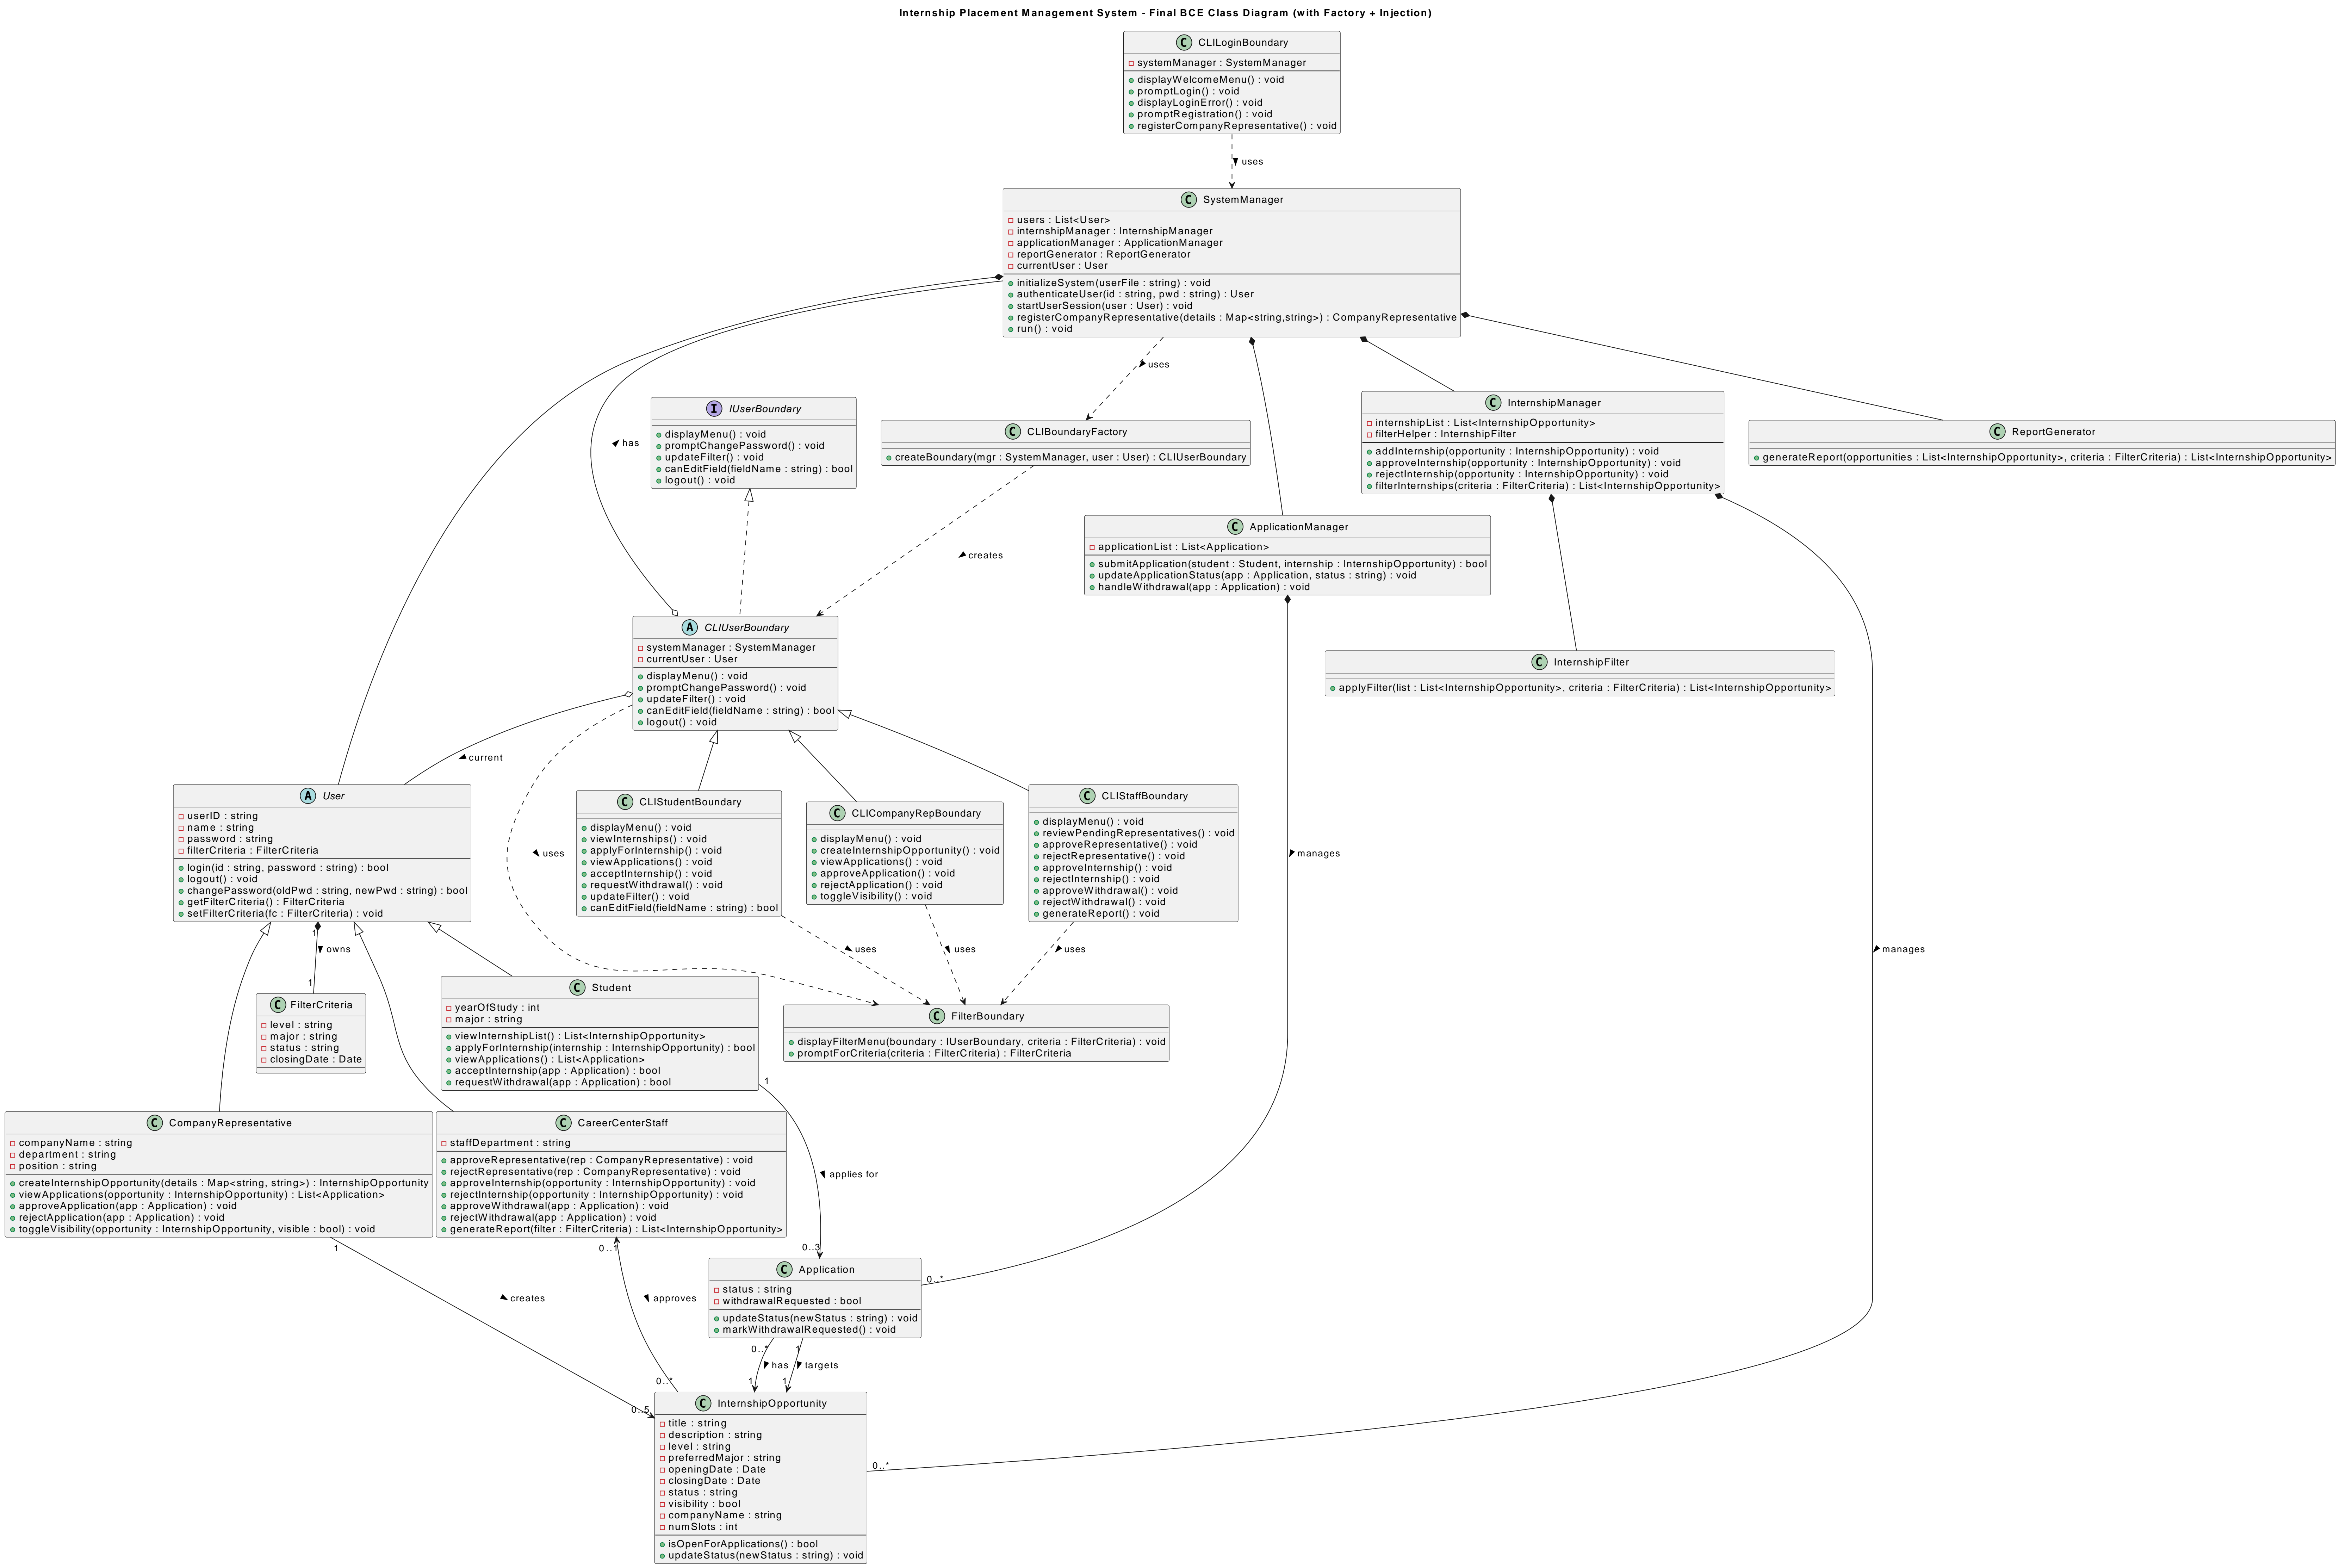 Internship Placement Management System - Final BCE Class Diagram (with Factory + Injection)
C CLILoginBoundary
systemManager : SystemManager
displayWelcomeMenu() : void
promptLogin() : void
displayLoginError() : void
promptRegistration() : void
registerCompanyRepresentative() : void
uses
C SystemManager
users : List<User>
internshipManager : InternshipManager
applicationManager : ApplicationManager
reportGenerator : ReportGenerator
currentUser : User
initializeSystem(userFile : string) : void
authenticateUser(id : string, pwd : string) : User
startUserSession(user : User) : void
registerCompanyRepresentative(details : Map<string,string>) : CompanyRepresentative
run() : void
uses
has
I IUserBoundary
displayMenu() : void
promptChangePassword() : void
updateFilter() : void
canEditField(fieldName : string) : bool
logout() : void
C CLIBoundaryFactory
createBoundary(mgr : SystemManager, user : User) : CLIUserBoundary
C InternshipManager
internshipList : List<InternshipOpportunity>
filterHelper : InternshipFilter
addInternship(opportunity : InternshipOpportunity) : void
approveInternship(opportunity : InternshipOpportunity) : void
rejectInternship(opportunity : InternshipOpportunity) : void
filterInternships(criteria : FilterCriteria) : List<InternshipOpportunity>
C ReportGenerator
generateReport(opportunities : List<InternshipOpportunity>, criteria : FilterCriteria) : List<InternshipOpportunity>
creates
C ApplicationManager
applicationList : List<Application>
submitApplication(student : Student, internship : InternshipOpportunity) : bool
updateApplicationStatus(app : Application, status : string) : void
handleWithdrawal(app : Application) : void
A CLIUserBoundary
systemManager : SystemManager
currentUser : User
displayMenu() : void
promptChangePassword() : void
updateFilter() : void
canEditField(fieldName : string) : bool
logout() : void
C InternshipFilter
applyFilter(list : List<InternshipOpportunity>, criteria : FilterCriteria) : List<InternshipOpportunity>
current
A User
userID : string
name : string
password : string
filterCriteria : FilterCriteria
login(id : string, password : string) : bool
logout() : void
changePassword(oldPwd : string, newPwd : string) : bool
getFilterCriteria() : FilterCriteria
setFilterCriteria(fc : FilterCriteria) : void
uses
C CLIStudentBoundary
displayMenu() : void
viewInternships() : void
applyForInternship() : void
viewApplications() : void
acceptInternship() : void
requestWithdrawal() : void
updateFilter() : void
canEditField(fieldName : string) : bool
C CLICompanyRepBoundary
displayMenu() : void
createInternshipOpportunity() : void
viewApplications() : void
approveApplication() : void
rejectApplication() : void
toggleVisibility() : void
C CLIStaffBoundary
displayMenu() : void
reviewPendingRepresentatives() : void
approveRepresentative() : void
rejectRepresentative() : void
approveInternship() : void
rejectInternship() : void
approveWithdrawal() : void
rejectWithdrawal() : void
generateReport() : void
manages
1
owns
1
uses
uses
uses
manages
C FilterCriteria
level : string
major : string
status : string
closingDate : Date
C Student
yearOfStudy : int
major : string
viewInternshipList() : List<InternshipOpportunity>
applyForInternship(internship : InternshipOpportunity) : bool
viewApplications() : List<Application>
acceptInternship(app : Application) : bool
requestWithdrawal(app : Application) : bool
C FilterBoundary
displayFilterMenu(boundary : IUserBoundary, criteria : FilterCriteria) : void
promptForCriteria(criteria : FilterCriteria) : FilterCriteria
1
C CompanyRepresentative
companyName : string
department : string
position : string
createInternshipOpportunity(details : Map<string, string>) : InternshipOpportunity
viewApplications(opportunity : InternshipOpportunity) : List<Application>
approveApplication(app : Application) : void
rejectApplication(app : Application) : void
toggleVisibility(opportunity : InternshipOpportunity, visible : bool) : void
C CareerCenterStaff
staffDepartment : string
approveRepresentative(rep : CompanyRepresentative) : void
rejectRepresentative(rep : CompanyRepresentative) : void
approveInternship(opportunity : InternshipOpportunity) : void
rejectInternship(opportunity : InternshipOpportunity) : void
approveWithdrawal(app : Application) : void
rejectWithdrawal(app : Application) : void
generateReport(filter : FilterCriteria) : List<InternshipOpportunity>
applies for
1
0..1
0..3
creates
approves
C Application
status : string
withdrawalRequested : bool
updateStatus(newStatus : string) : void
markWithdrawalRequested() : void
0..*
0..*
1
has
targets
0..*
1
1
0..5
C InternshipOpportunity
title : string
description : string
level : string
preferredMajor : string
openingDate : Date
closingDate : Date
status : string
visibility : bool
companyName : string
numSlots : int
isOpenForApplications() : bool
updateStatus(newStatus : string) : void
0..*